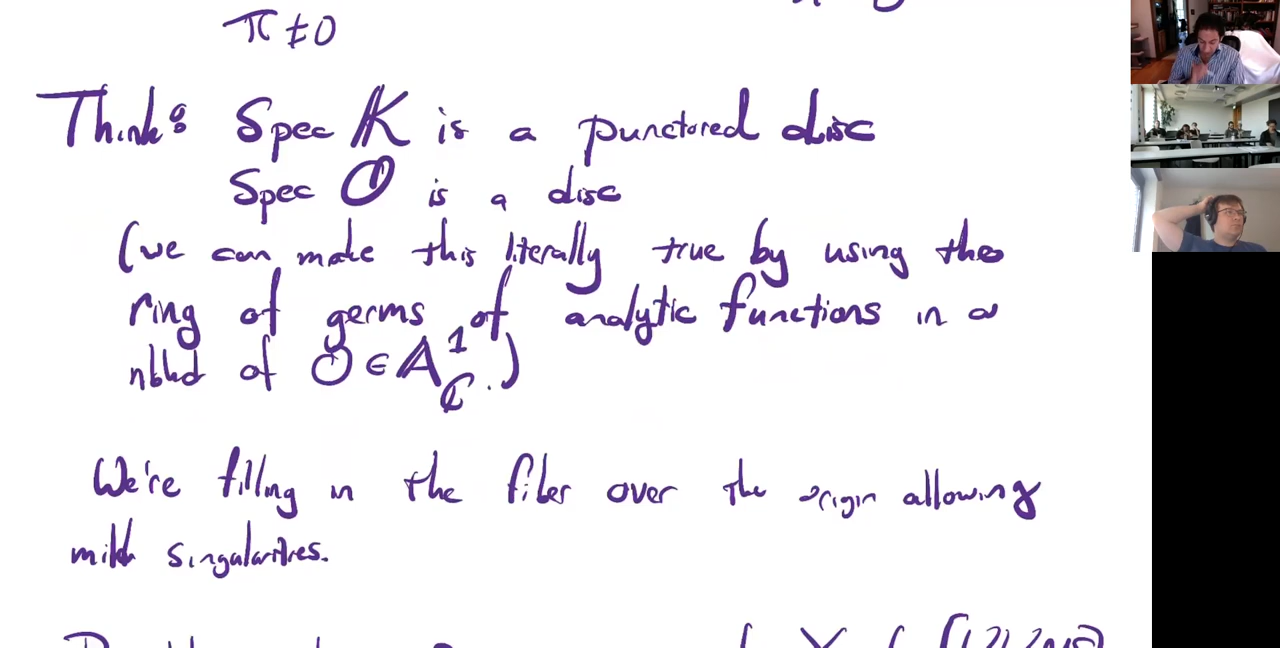 π ≠ 0
Think: Spec K is a punctured disc
Spec O is a disc
(we can make this literally true by using the
ring of germs of analytic functions in a
nbhd of O ∈ A^1_ℂ.)
We're filling in the fiber over the origin allowing
mild singularities.